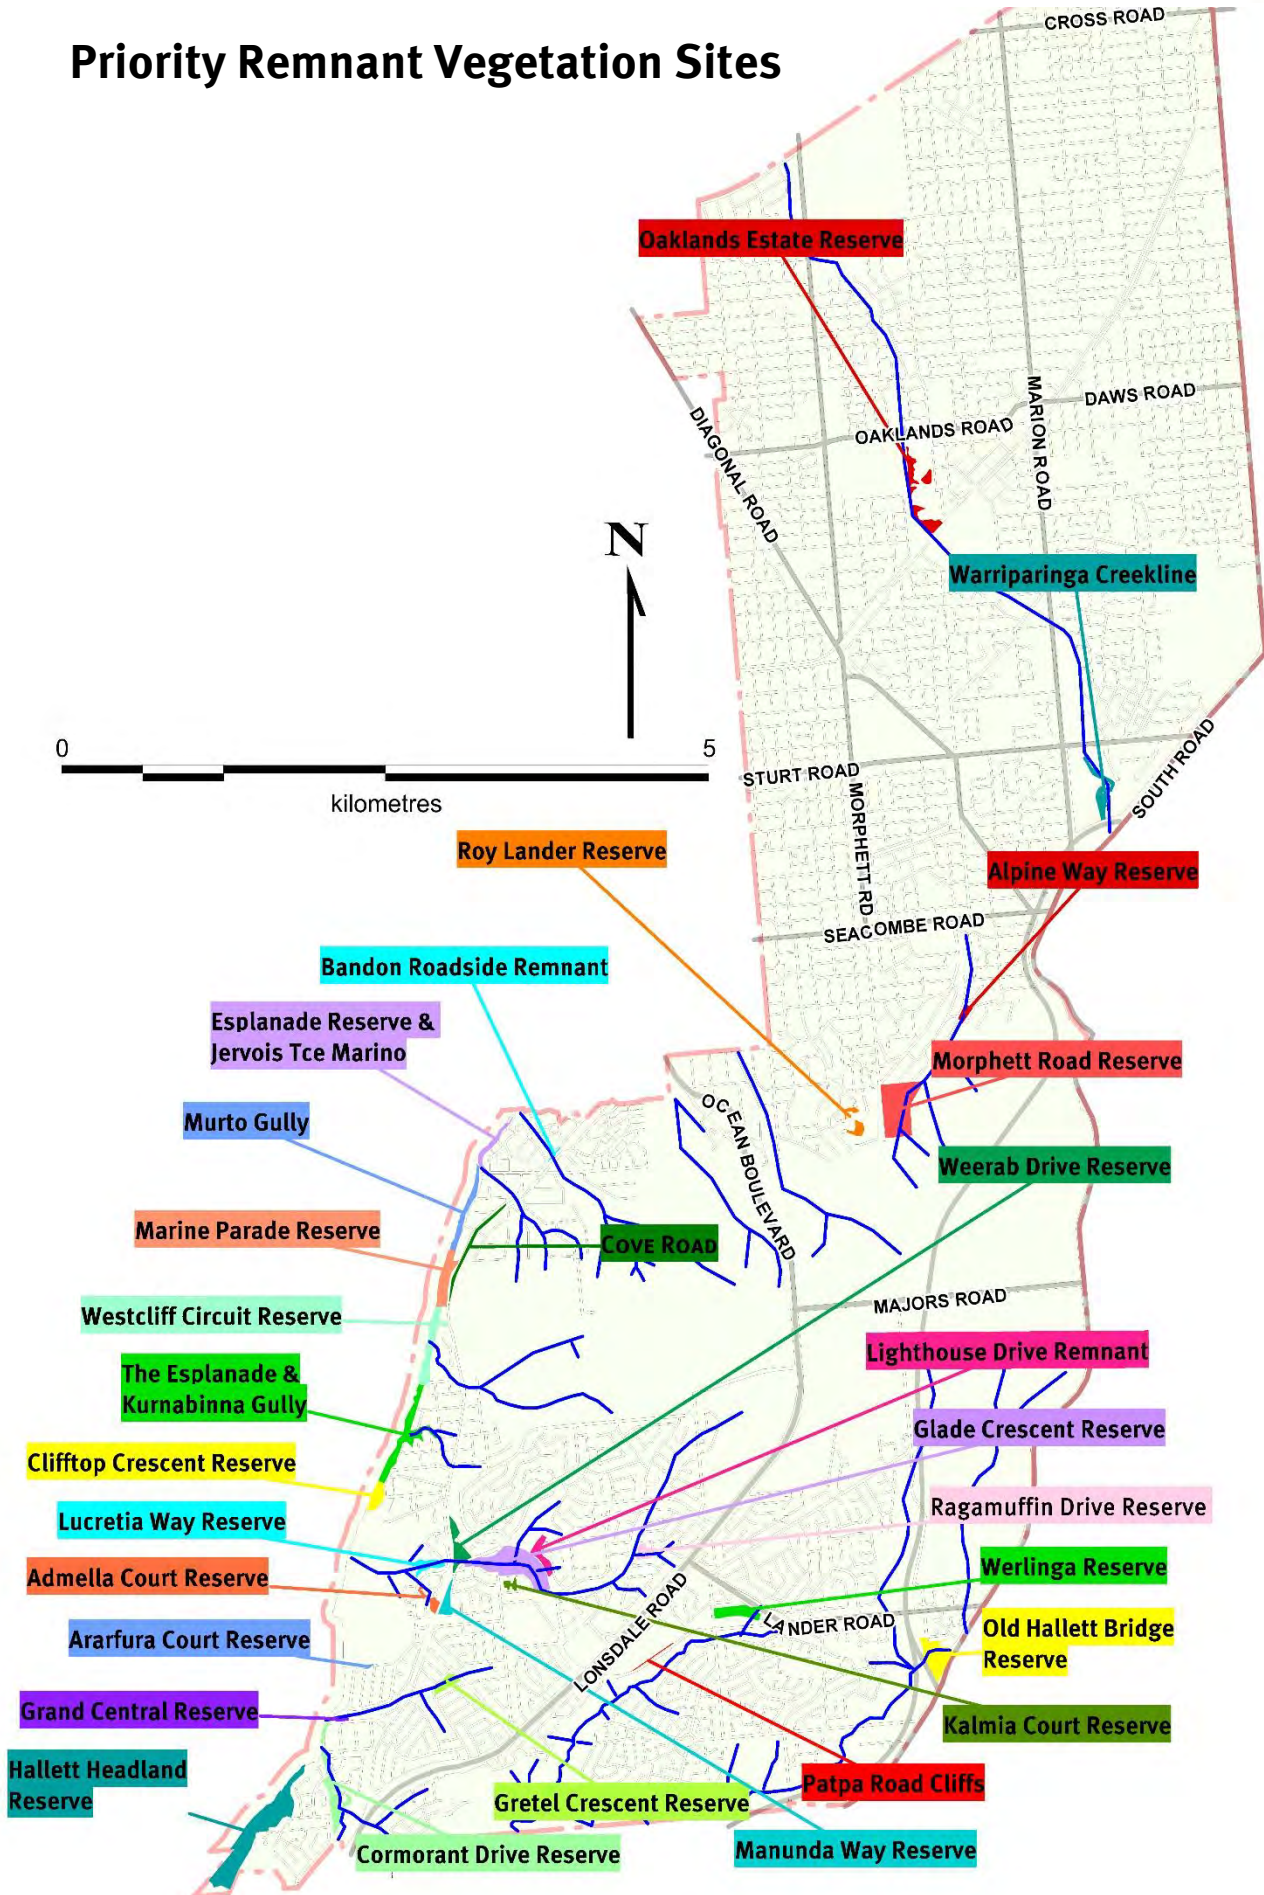 CROSS ROAD
Priority Remnant Vegetation Sites
Oaklands Estate Reserve
MARION ROAD
DAWS ROAD
OAKLANDS ROAD
DIAGONAL ROAD
N
Warriparinga Creekline
0
5
kilometres
STURT ROAD
SOUTH ROAD
MORPHETT RD
Roy Lander Reserve
Alpine Way Reserve
SEACOMBE ROAD
Bandon Roadside Remnant
Esplanade Reserve &
Jervois Tce Marino
Morphett Road Reserve
Murto Gully
OCEAN BOULEVARD
Weerab Drive Reserve
Marine Parade Reserve
COVE ROAD
Westcliff Circuit Reserve
MAJORS ROAD
Lighthouse Drive Remnant
The Esplanade &
Kurnabinna Gully
Glade Crescent Reserve
Clifftop Crescent Reserve
Ragamuffin Drive Reserve
Lucretia Way Reserve
Werlinga Reserve
Admella Court Reserve
LONSDALE ROAD
LANDER ROAD
Old Hallett Bridge
Reserve
Ararfura Court Reserve
Grand Central Reserve
Kalmia Court Reserve
Hallett Headland
Reserve
Patpa Road Cliffs
Gretel Crescent Reserve
Manunda Way Reserve
Cormorant Drive Reserve